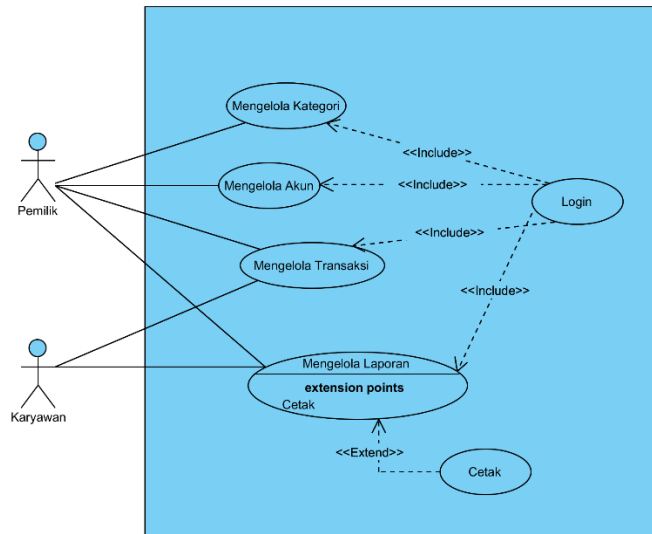 Mengelola Kategori
<<Include>>
Pemilik
Mengelola Akun
<<Include>>
Login
<<Include>>
Mengelola Transaksi
<<Include>>
Karyawan
Mengelola Laporan
extension points
Cetak
<<Extend>>
Cetak